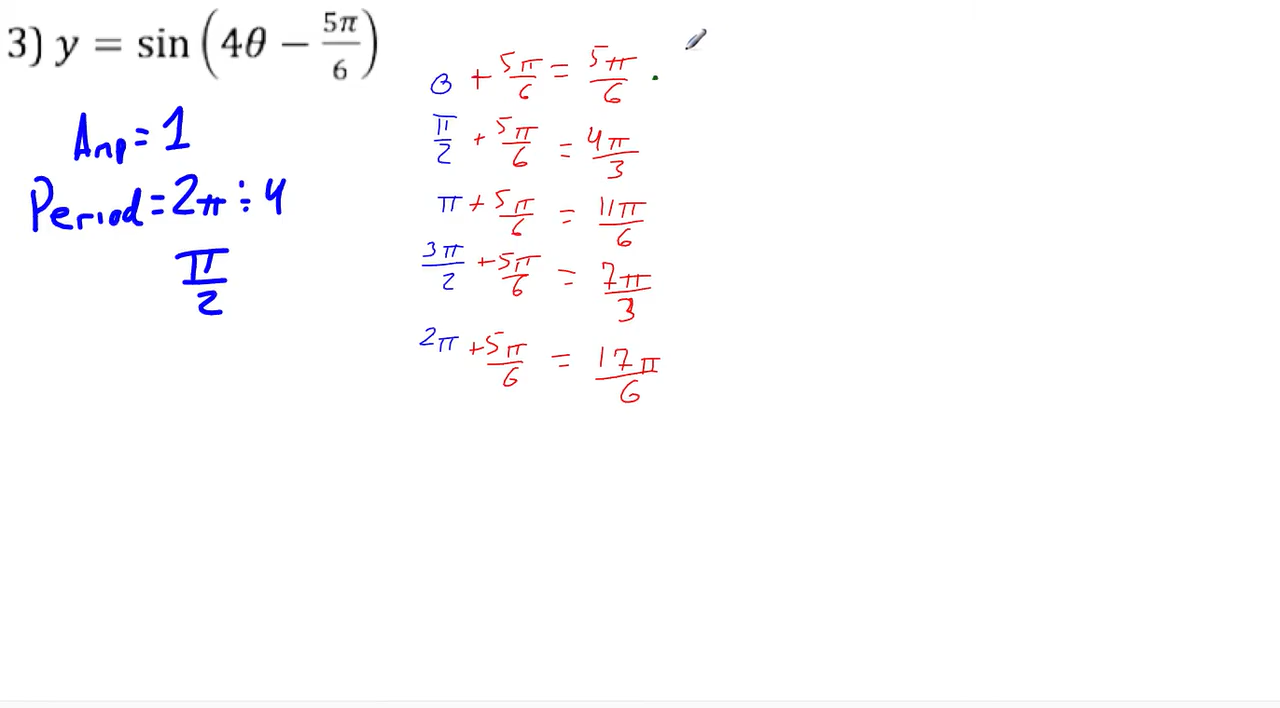 3) y = sin (4θ − 5π/6)
Amp = 1
Period = 2π ÷ 4
π/2
0 + 5π/6 = 5π/6 ·
π/2 + 5π/6 = 4π/3
π + 5π/6 = 11π/6
3π/2 + 5π/6 = 7π/3
2π + 5π/6 = 17π/6